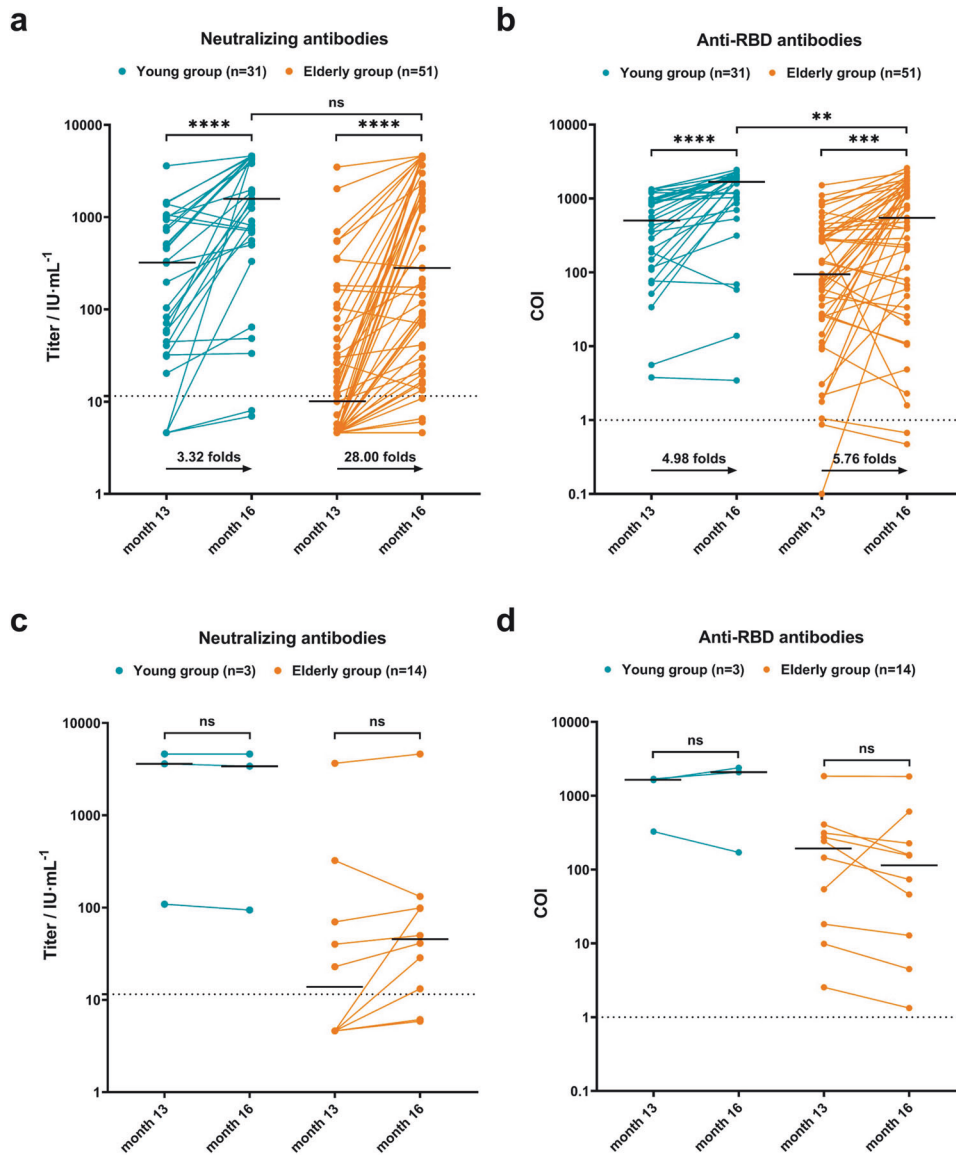 a
Neutralizing antibodies
Young group (n=31) Elderly group (n=51)
ns
**** ****
10000
1000
100
10
1
Titer / IU·mL⁻¹
3.32 folds 28.00 folds
month 13 month 16 month 13 month 16
b
Anti-RBD antibodies
Young group (n=31) Elderly group (n=51)
**
**** ***
10000
1000
100
10
1
0.1
COI
4.98 folds 5.76 folds
month 13 month 16 month 13 month 16
c
Neutralizing antibodies
Young group (n=3) Elderly group (n=14)
ns ns
10000
1000
100
10
1
Titer / IU·mL⁻¹
month 13 month 16 month 13 month 16
d
Anti-RBD antibodies
Young group (n=3) Elderly group (n=14)
ns ns
10000
1000
100
10
1
0.1
COI
month 13 month 16 month 13 month 16